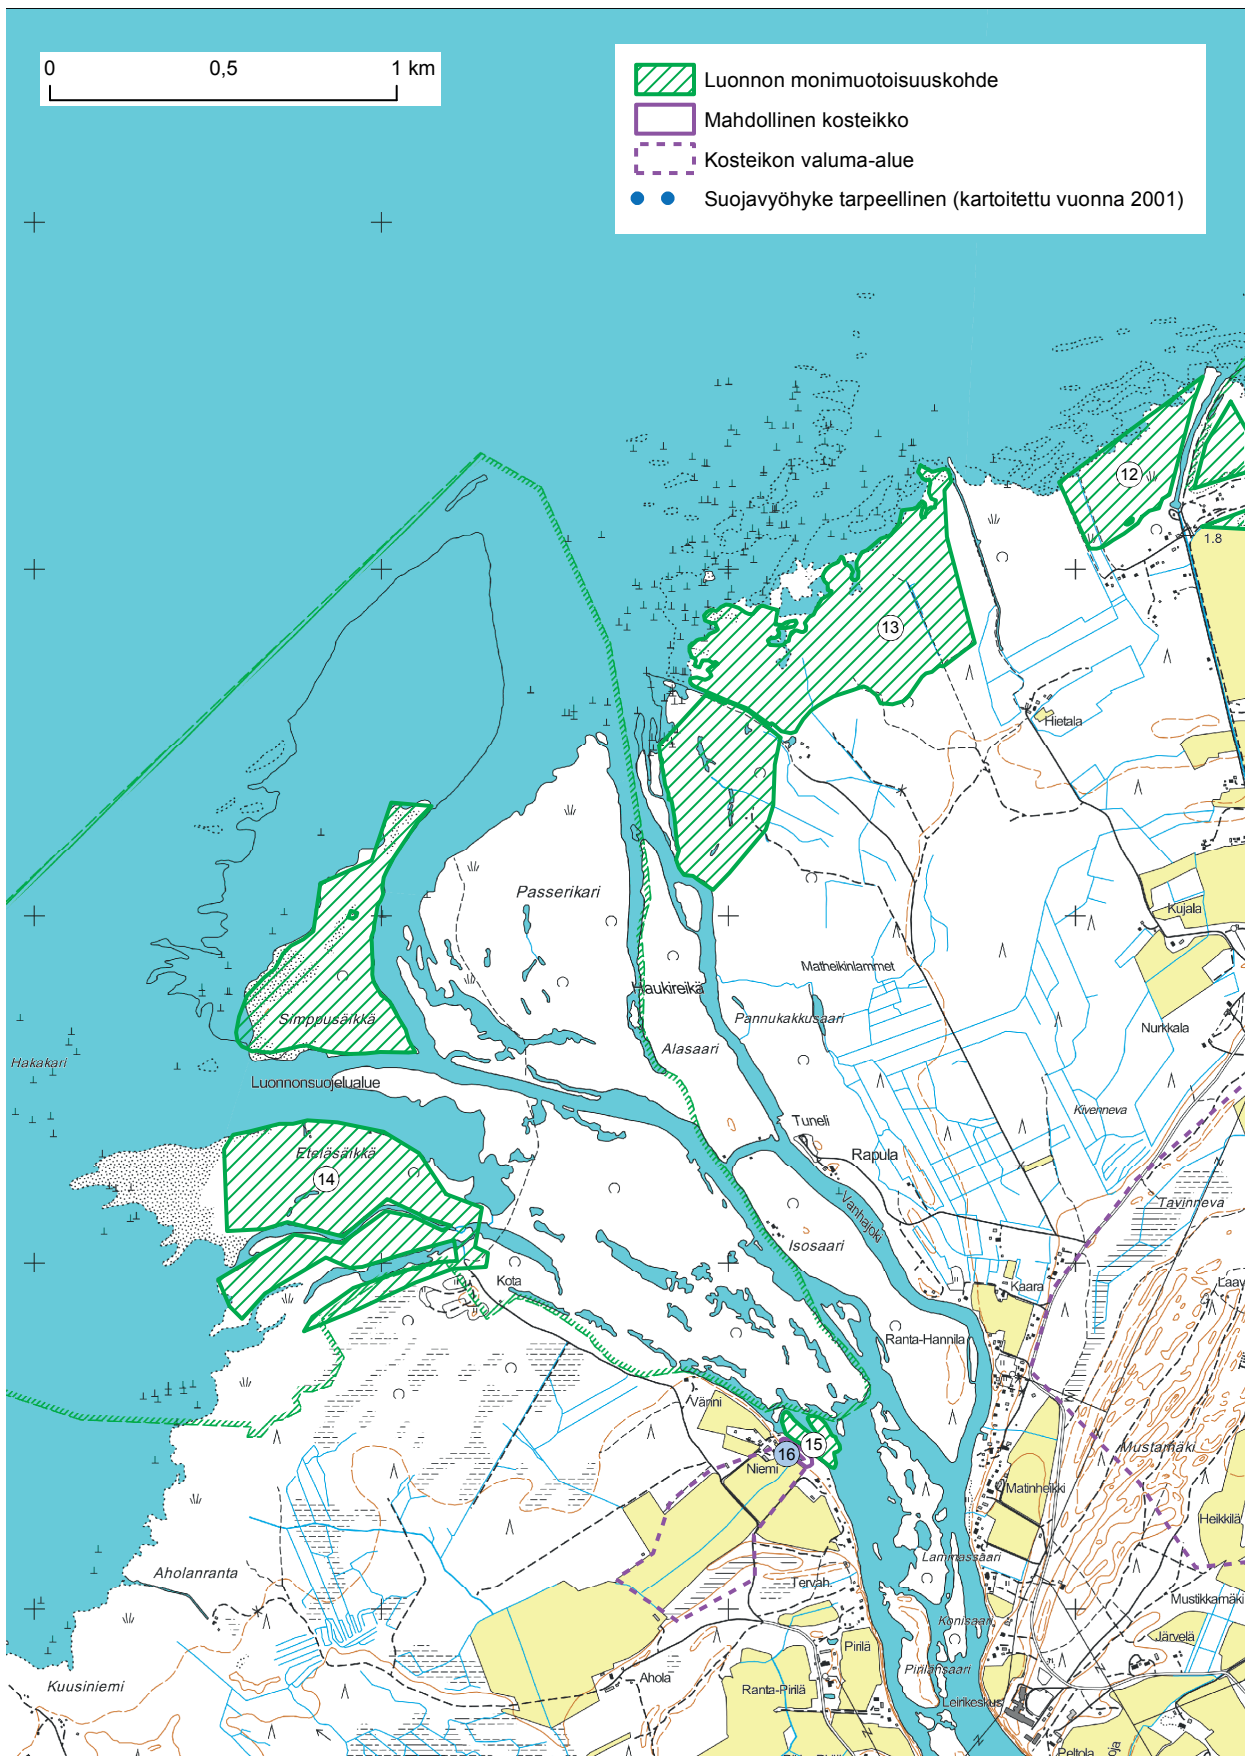 0 0,5 1 km
Luonnon monimuotoisuuskohde
Mahdollinen kosteikko
Kosteikon valuma-alue
Suojavyöhyke tarpeellinen (kartoitettu vuonna 2001)
12
1.8
13
Hietala
Passerikari
Kujala
Matheikinlammet
Haukireikä
Simppusäikkä
Pannukakkusaari
Nurkkala
Alasaari
Hakakari
Luonnonsuojelualue
Kivenneva
Tuneli
Eteläsäikkä
Rapula
14
Vanhajoki
Tavinneva
Isosaari
Kota
Kaara
Laav
Ranta-Hannila
Vänni
15
16
Mustamäki
Niemi
Matinheikki
Heikkilä
Lammassaari
Aholanranta
Tervah.
Mustikkamäki
Konisaari
Järvelä
Pirilä
Pirilänsaari
Ahola
Kuusiniemi
Ranta-Pirilä
Leirikeskus
Peltola